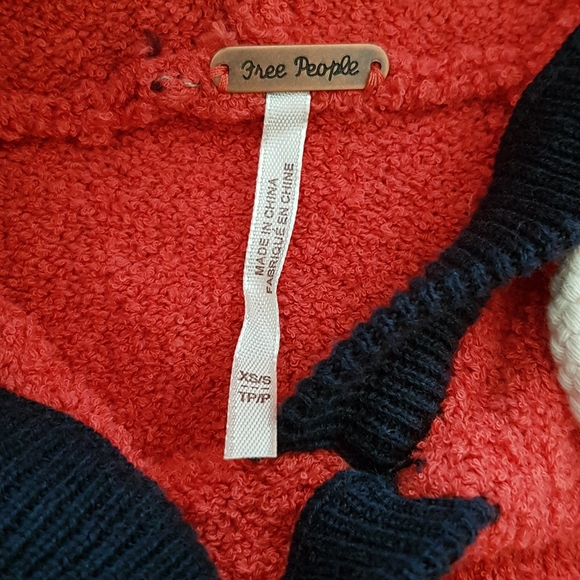 Free People
MADE IN CHINA
FABRIQUÉ EN CHINE
XS/S
TP/P